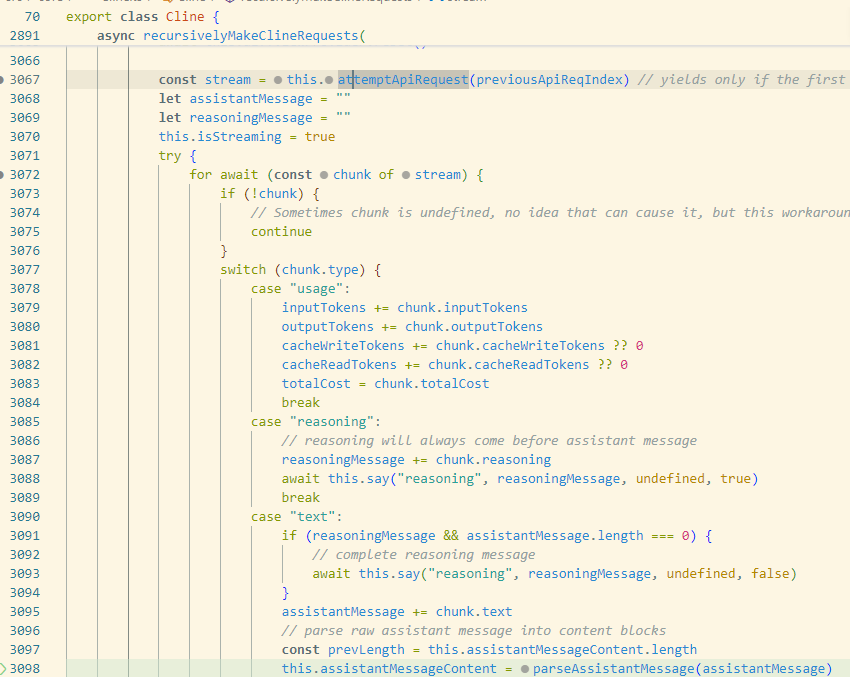 70 export class Cline {
2891 async recursivelyMakeClineRequests(
3066
3067 const stream = this.attemptApiRequest(previousApiReqIndex) // yields only if the first
3068 let assistantMessage = ""
3069 let reasoningMessage = ""
3070 this.isStreaming = true
3071 try {
3072 for await (const chunk of stream) {
3073 if (!chunk) {
3074 // Sometimes chunk is undefined, no idea that can cause it, but this workaroun
3075 continue
3076 }
3077 switch (chunk.type) {
3078 case "usage":
3079 inputTokens += chunk.inputTokens
3080 outputTokens += chunk.outputTokens
3081 cacheWriteTokens += chunk.cacheWriteTokens ?? 0
3082 cacheReadTokens += chunk.cacheReadTokens ?? 0
3083 totalCost = chunk.totalCost
3084 break
3085 case "reasoning":
3086 // reasoning will always come before assistant message
3087 reasoningMessage += chunk.reasoning
3088 await this.say("reasoning", reasoningMessage, undefined, true)
3089 break
3090 case "text":
3091 if (reasoningMessage && assistantMessage.length === 0) {
3092 // complete reasoning message
3093 await this.say("reasoning", reasoningMessage, undefined, false)
3094 }
3095 assistantMessage += chunk.text
3096 // parse raw assistant message into content blocks
3097 const prevLength = this.assistantMessageContent.length
3098 this.assistantMessageContent = parseAssistantMessage(assistantMessage)